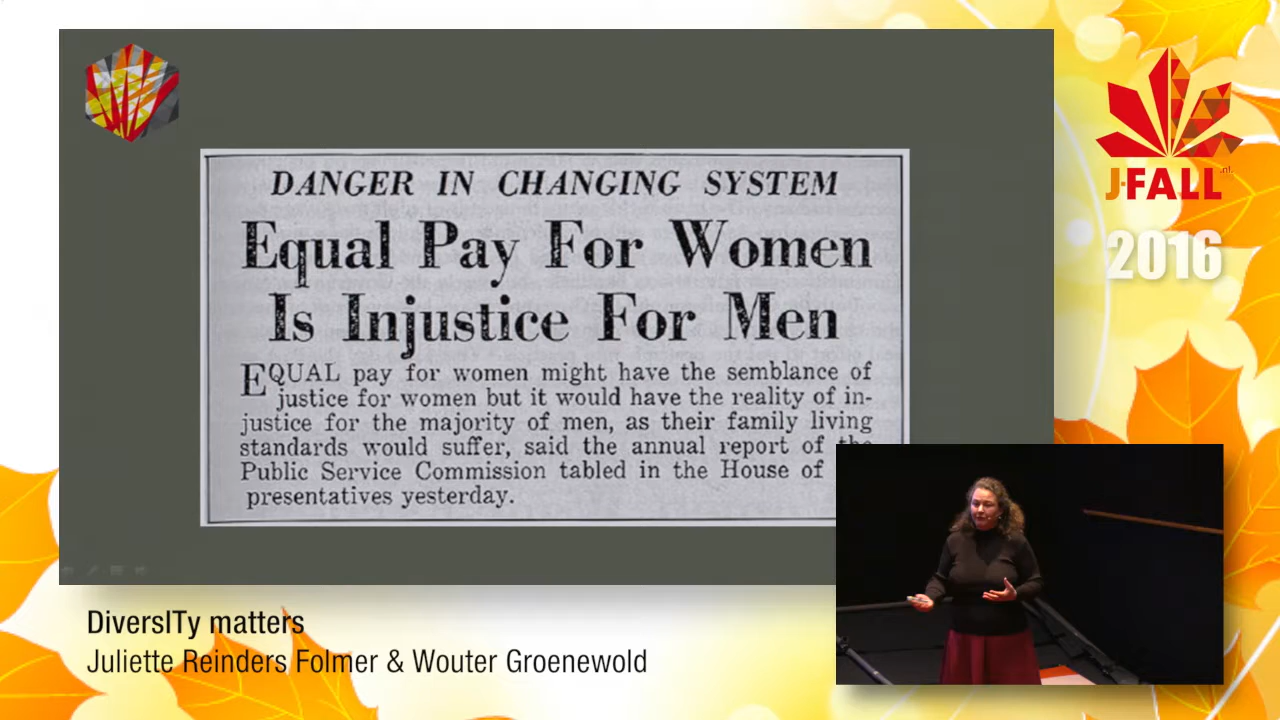 DANGER IN CHANGING SYSTEM
Equal Pay For Women
Is Injustice For Men
EQUAL pay for women might have the semblance of
justice for women but it would have the reality of in-
justice for the majority of men, as their family living
standards would suffer, said the annual report of the
Public Service Commission tabled in the House of
presentatives yesterday.
J-FALL.nl
2016
DiversITy matters
Juliette Reinders Folmer & Wouter Groenewold